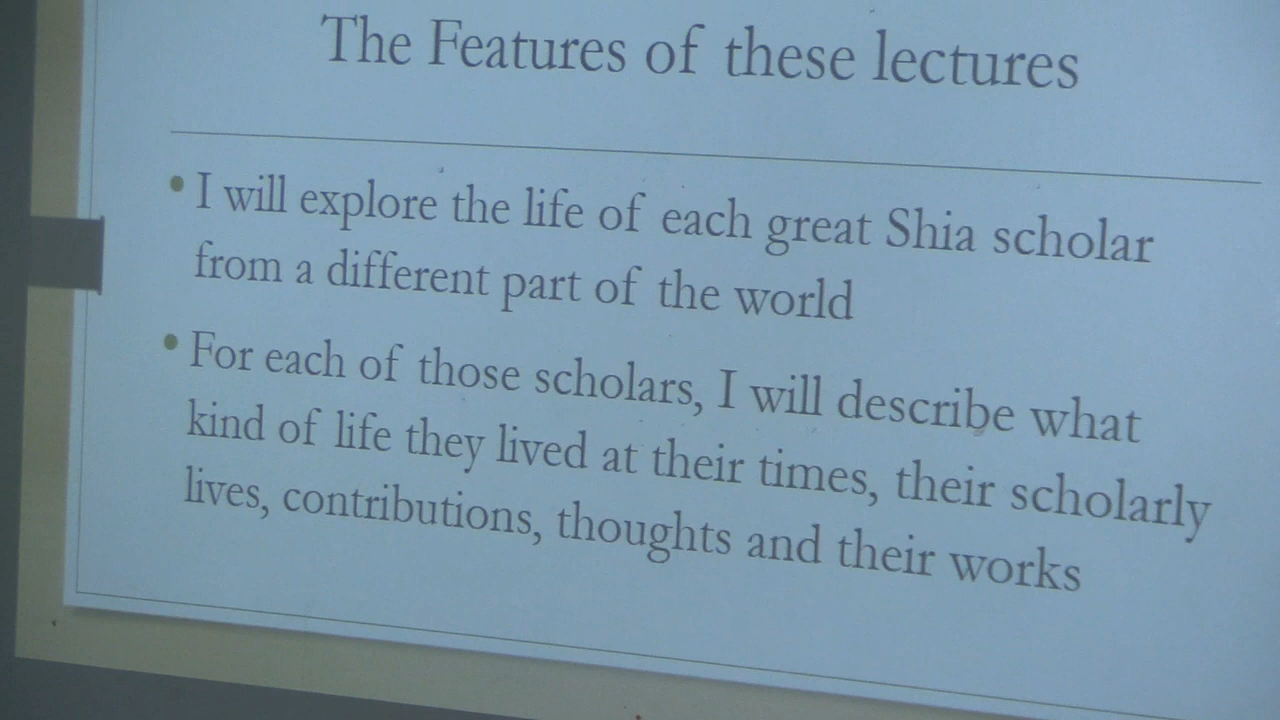 The Features of these lectures
• I will explore the life of each great Shia scholar
from a different part of the world
• For each of those scholars, I will describe what
kind of life they lived at their times, their scholarly
lives, contributions, thoughts and their works